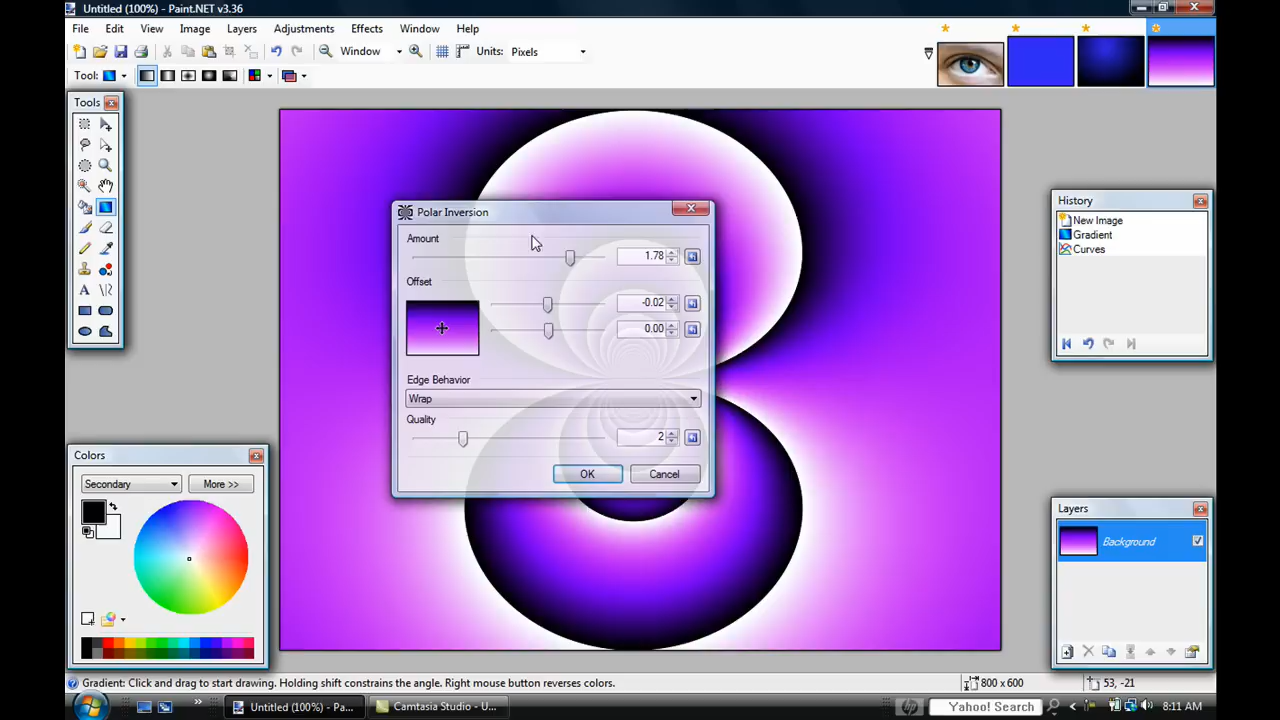 Untitled (100%) - Paint.NET v3.36
File Edit View Image Layers Adjustments Effects Window Help
Window Units: Pixels
Tool:
Tools
Polar Inversion
Amount
1.78
Offset
-0.02
0.00
Edge Behavior
Wrap
Quality
2
OK Cancel
History
New Image
Gradient
Curves
Colors
Secondary More >>
Layers
Background
Gradient: Click and drag to start drawing. Holding shift constrains the angle. Right mouse button reverses colors.
800 x 600 53, -21
Untitled (100%) - Pa... Camtasia Studio - U... Yahoo! Search 8:11 AM